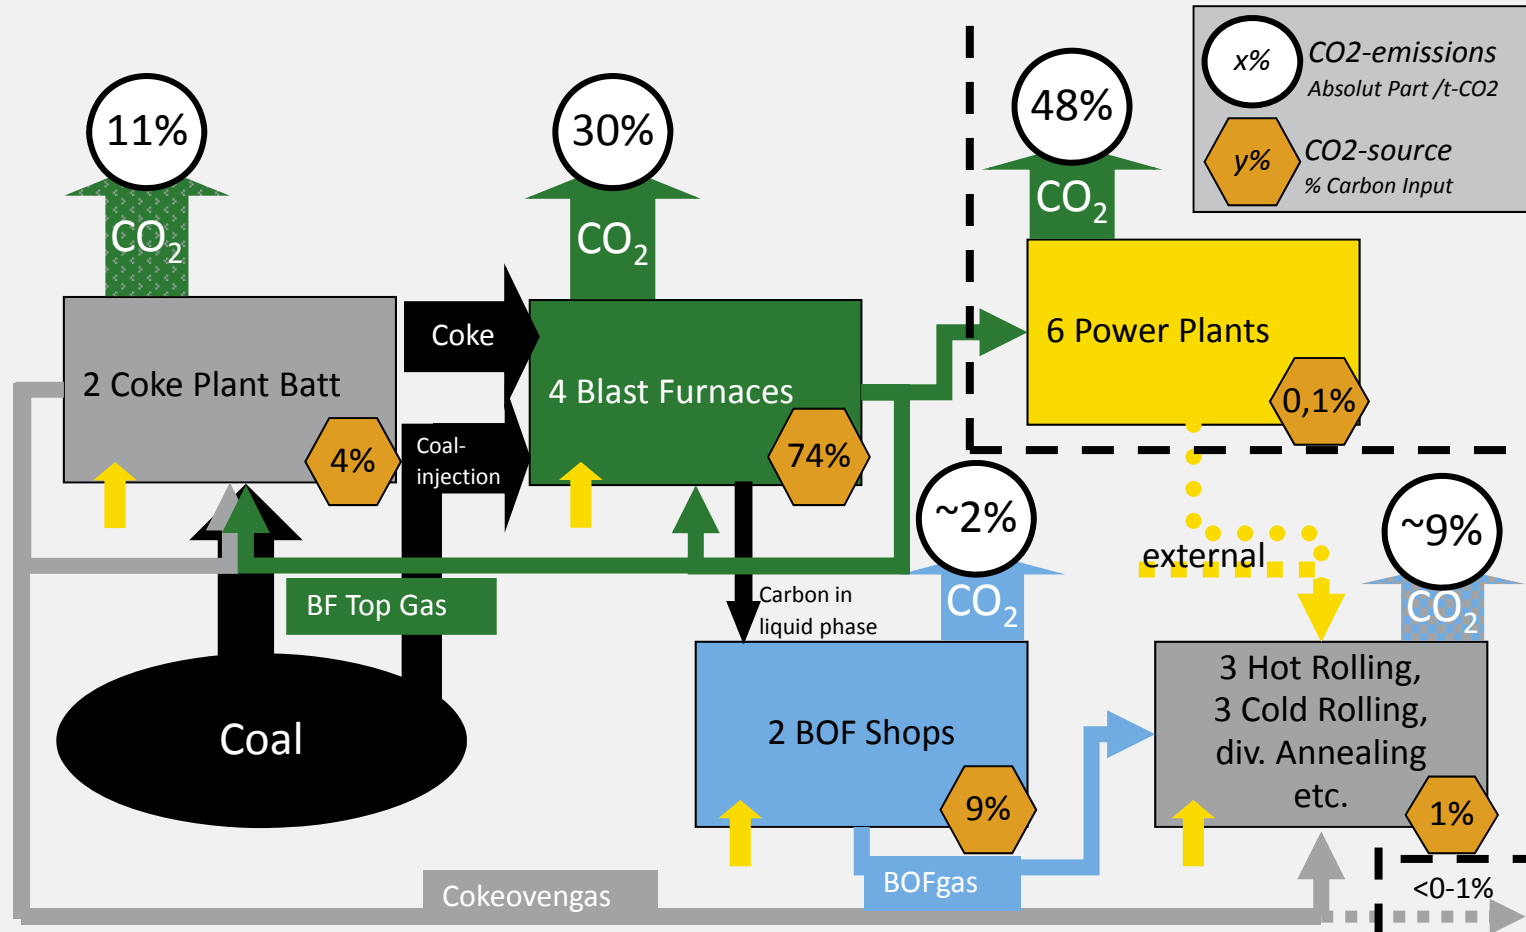 x%
CO2-emissions
Absolut Part /t-CO2
y%
CO2-source
% Carbon Input
11%
CO2
30%
CO2
48%
CO2
2 Coke Plant Batt
4%
Coke
Coal-
injection
4 Blast Furnaces
74%
6 Power Plants
0,1%
BF Top Gas
Carbon in
liquid phase
~2%
CO2
external
~9%
CO2
Coal
2 BOF Shops
9%
3 Hot Rolling,
3 Cold Rolling,
div. Annealing
etc.
1%
Cokeovengas
BOFgas
<0-1%